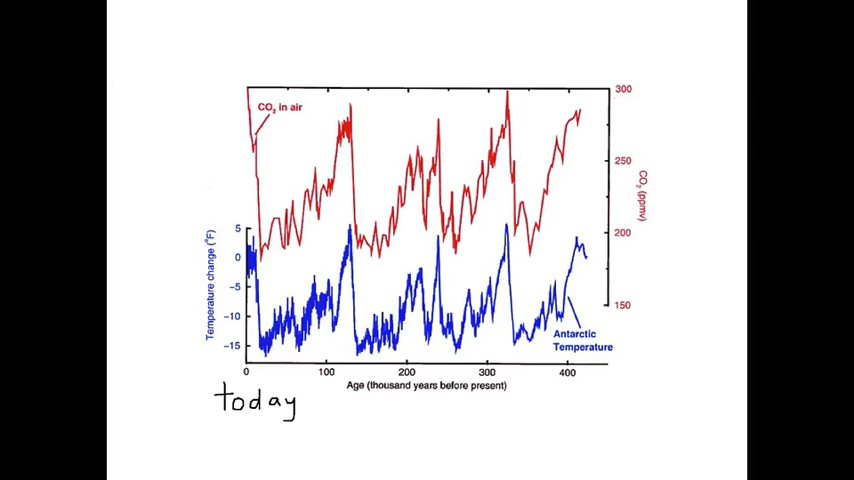 300
CO2 in air
250
CO2 (ppmv)
200
150
5
0
-5
-10
-15
Temperature change (°F)
Antarctic
Temperature
0 100 200 300 400
Age (thousand years before present)
today